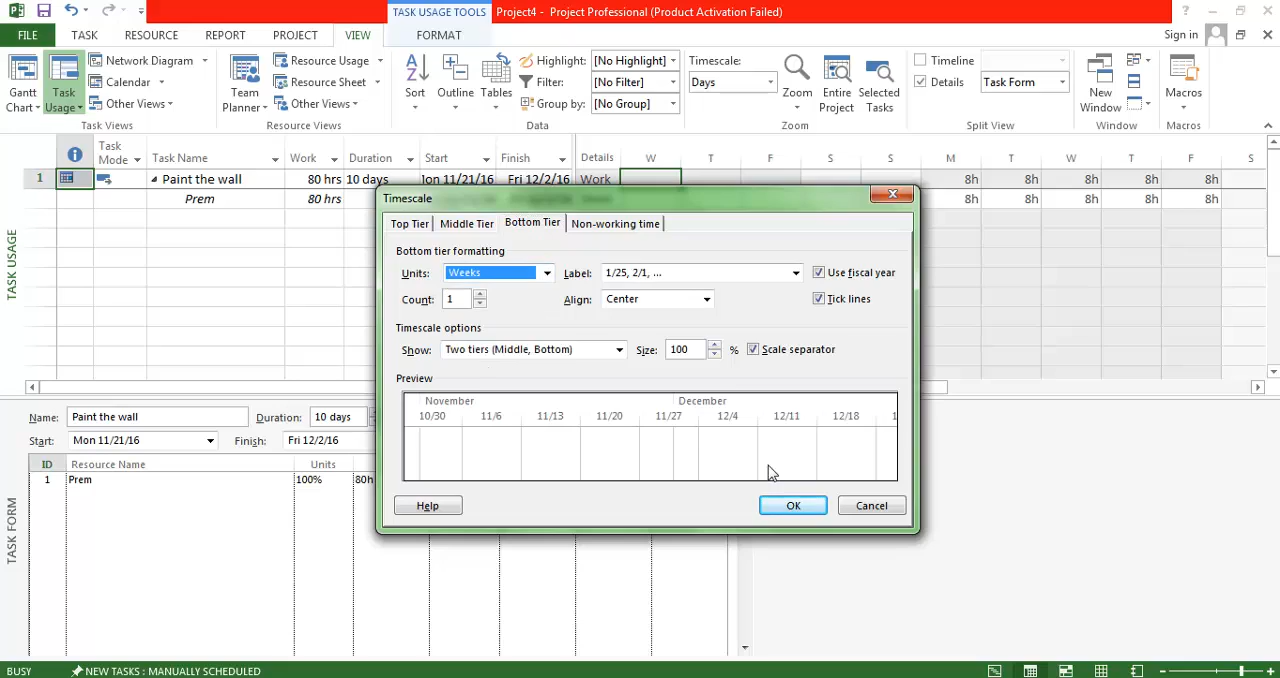 TASK USAGE TOOLS Project4 - Project Professional (Product Activation Failed)
FILE TASK RESOURCE REPORT PROJECT VIEW FORMAT Sign in
Gantt Chart
Task Usage
Network Diagram
Calendar
Other Views
Task Views
Team Planner
Resource Usage
Resource Sheet
Other Views
Resource Views
Sort
Outline
Tables
Highlight: [No Highlight]
Filter: [No Filter]
Group by: [No Group]
Data
Timescale:
Days
Zoom
Entire Project
Selected Tasks
Zoom
Timeline
Details Task Form
Split View
New Window
Window
Macros
Macros
Task Mode Task Name Work Duration Start Finish Details W T F S S M T W T F S
1 Paint the wall 80 hrs 10 days Mon 11/21/16 Fri 12/2/16 Work 8h 8h 8h 8h 8h
Prem 80 hrs 8h 8h 8h 8h 8h
TASK USAGE
Timescale
Top Tier Middle Tier Bottom Tier Non-working time
Bottom tier formatting
Units: Weeks Label: 1/25, 2/1, ... Use fiscal year
Count: 1 Align: Center Tick lines
Timescale options
Show: Two tiers (Middle, Bottom) Size: 100 % Scale separator
Preview
November December
10/30 11/6 11/13 11/20 11/27 12/4 12/11 12/18 1
Help OK Cancel
Name: Paint the wall Duration: 10 days
Start: Mon 11/21/16 Finish: Fri 12/2/16
ID Resource Name Units
1 Prem 100% 80h
TASK FORM
BUSY NEW TASKS : MANUALLY SCHEDULED